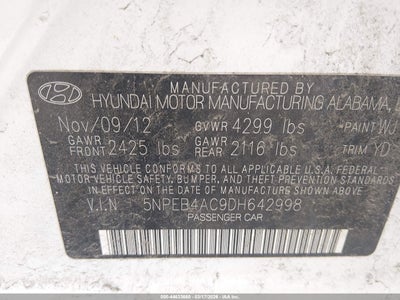 MANUFACTURED BY
HYUNDAI MOTOR MANUFACTURING ALABAMA,
Nov/09/12 GVWR 4299 lbs PAINT W3
GAWR FRONT 2425 lbs GAWR REAR 2116 lbs TRIM YD
THIS VEHICLE CONFORMS TO ALL APPLICABLE U.S.A. FEDERAL
MOTOR VEHICLE SAFETY, BUMPER, AND THEFT PREVENTION
STANDARDS IN EFFECT ON THE DATE OF MANUFACTURE
SHOWN ABOVE.
V.I.N 5NPEB4AC9DH642998
PASSENGER CAR